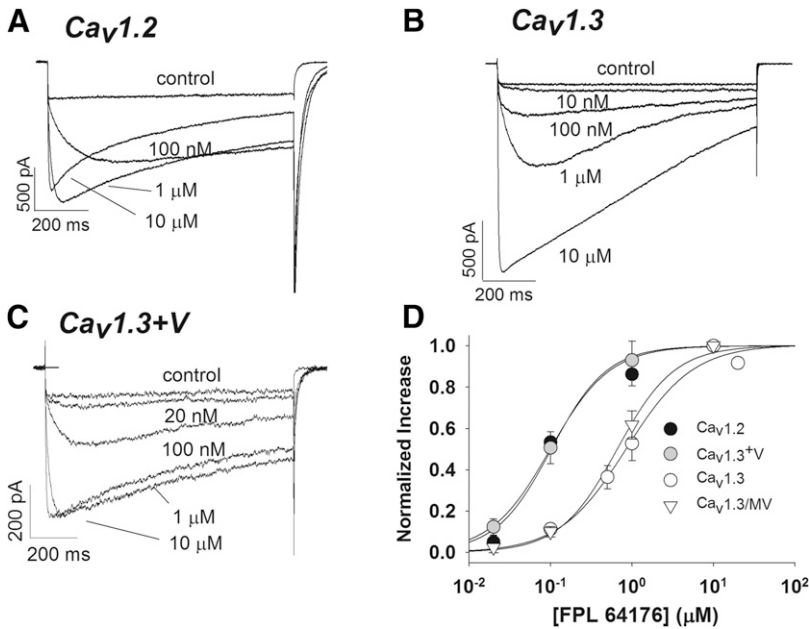 A
Cav1.2
control
100 nM
1 μM
10 μM
500 pA
200 ms
B
Cav1.3
control
10 nM
100 nM
1 μM
10 μM
500 pA
200 ms
C
Cav1.3+V
control
20 nM
100 nM
1 μM
10 μM
200 pA
200 ms
D
Normalized Increase
1.0
0.8
0.6
0.4
0.2
0.0
Cav1.2
Cav1.3+V
Cav1.3
Cav1.3/MV
10-2
10-1
100
101
102
[FPL 64176] (μM)